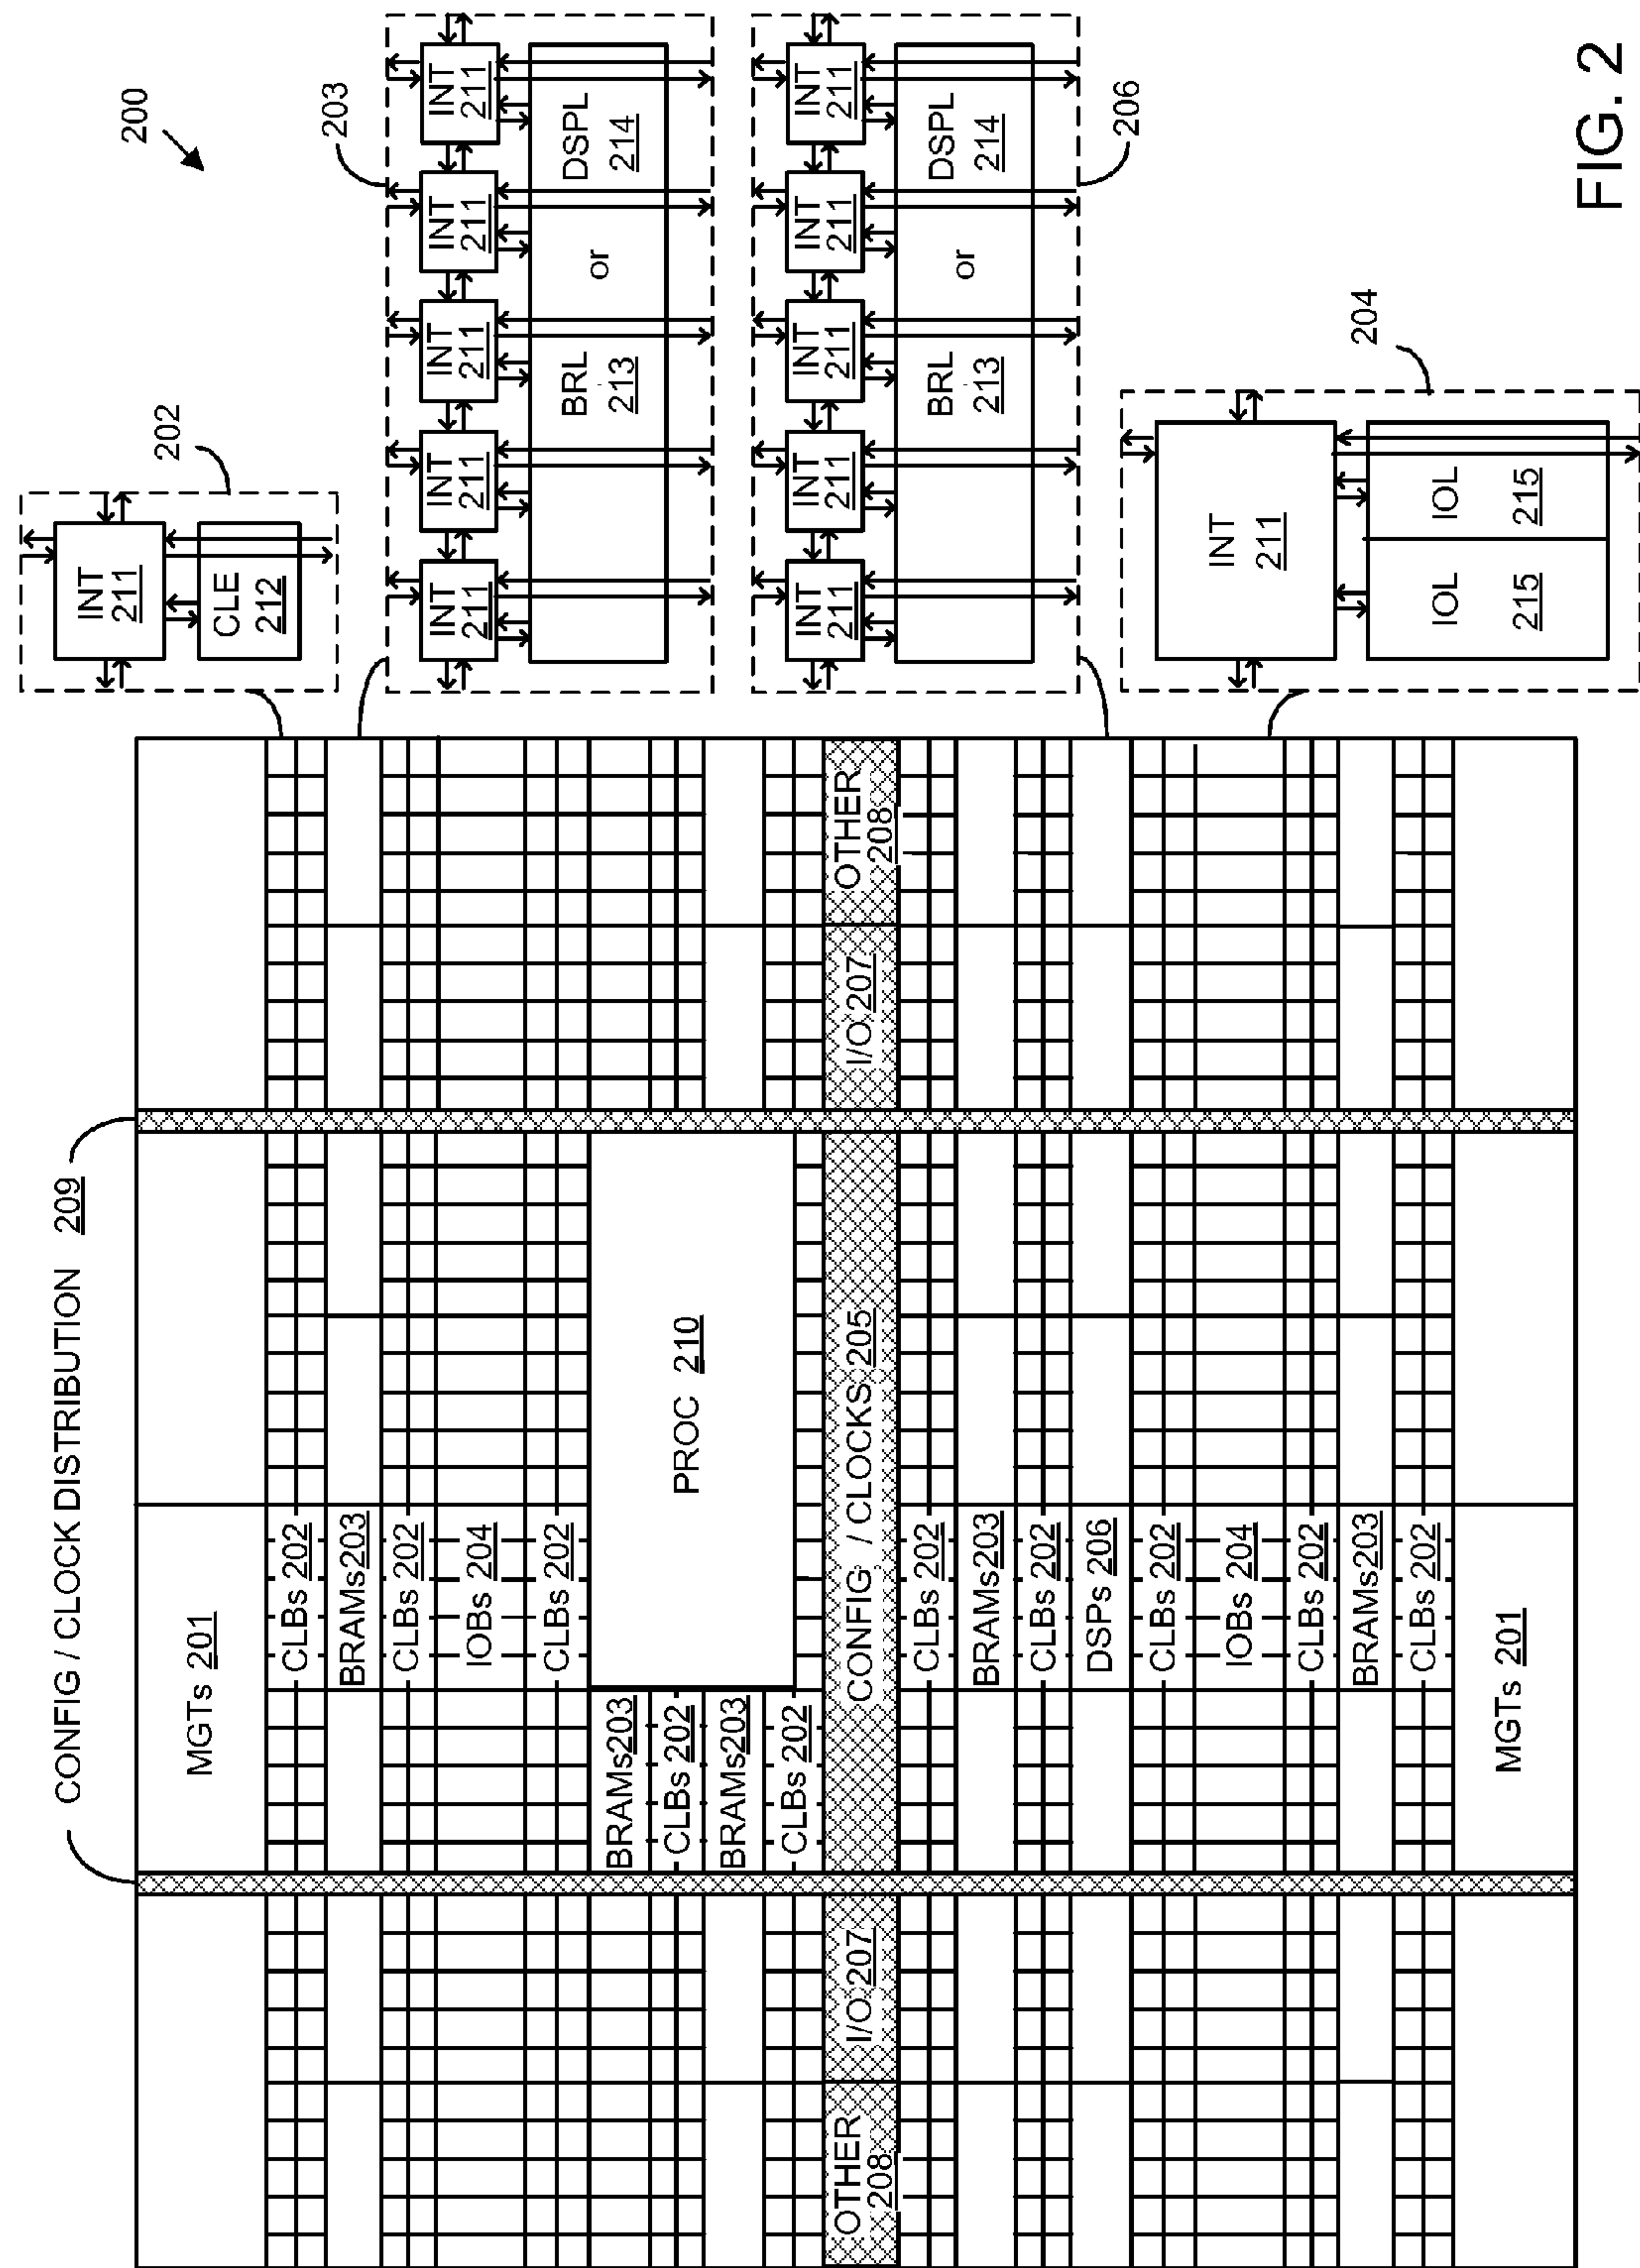 CONFIG / CLOCK DISTRIBUTION 209
200
MGTs 201
CLBs 202
BRAMs 203
CLBs 202
IOBs 204
CLBs 202
BRAMs 203
CLBs 202
BRAMs 203
CLBs 202
PROC 210
OTHER
208
I/O 207
CONFIG / CLOCKS 205
I/O 207
OTHER
208
CLBs 202
BRAMs 203
CLBs 202
DSPs 206
CLBs 202
IOBs 204
CLBs 202
BRAMs 203
CLBs 202
MGTs 201
202
INT
211
CLE
212
203
INT INT INT INT INT
211 211 211 211 211
BRL or DSPL
213 214
206
INT INT INT INT INT
211 211 211 211 211
BRL or DSPL
213 214
204
INT
211
IOL IOL
215 215
FIG. 2